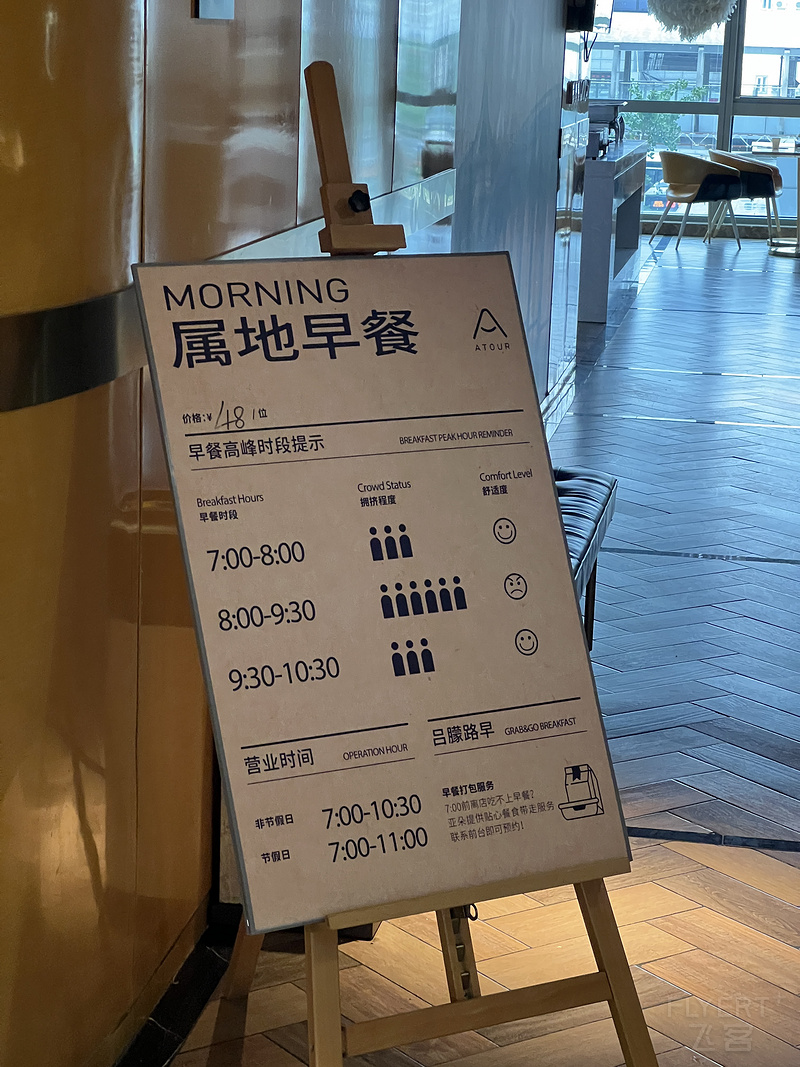 MORNING
属地早餐
ATOUR
价格:¥ 48 / 位
早餐高峰时段提示 BREAKFAST PEAK HOUR REMINDER
Breakfast Hours Crowd Status Comfort Level
早餐时段 拥挤程度 舒适度
7:00-8:00
8:00-9:30
9:30-10:30
营业时间 OPERATION HOUR
非节假日 7:00-10:30
节假日 7:00-11:00
吕朦路早 GRAB&GO BREAKFAST
早餐打包服务
7:00前离店吃不上早餐?
亚朵提供贴心餐食带走服务
联系前台即可预约!
FLYERT
飞客